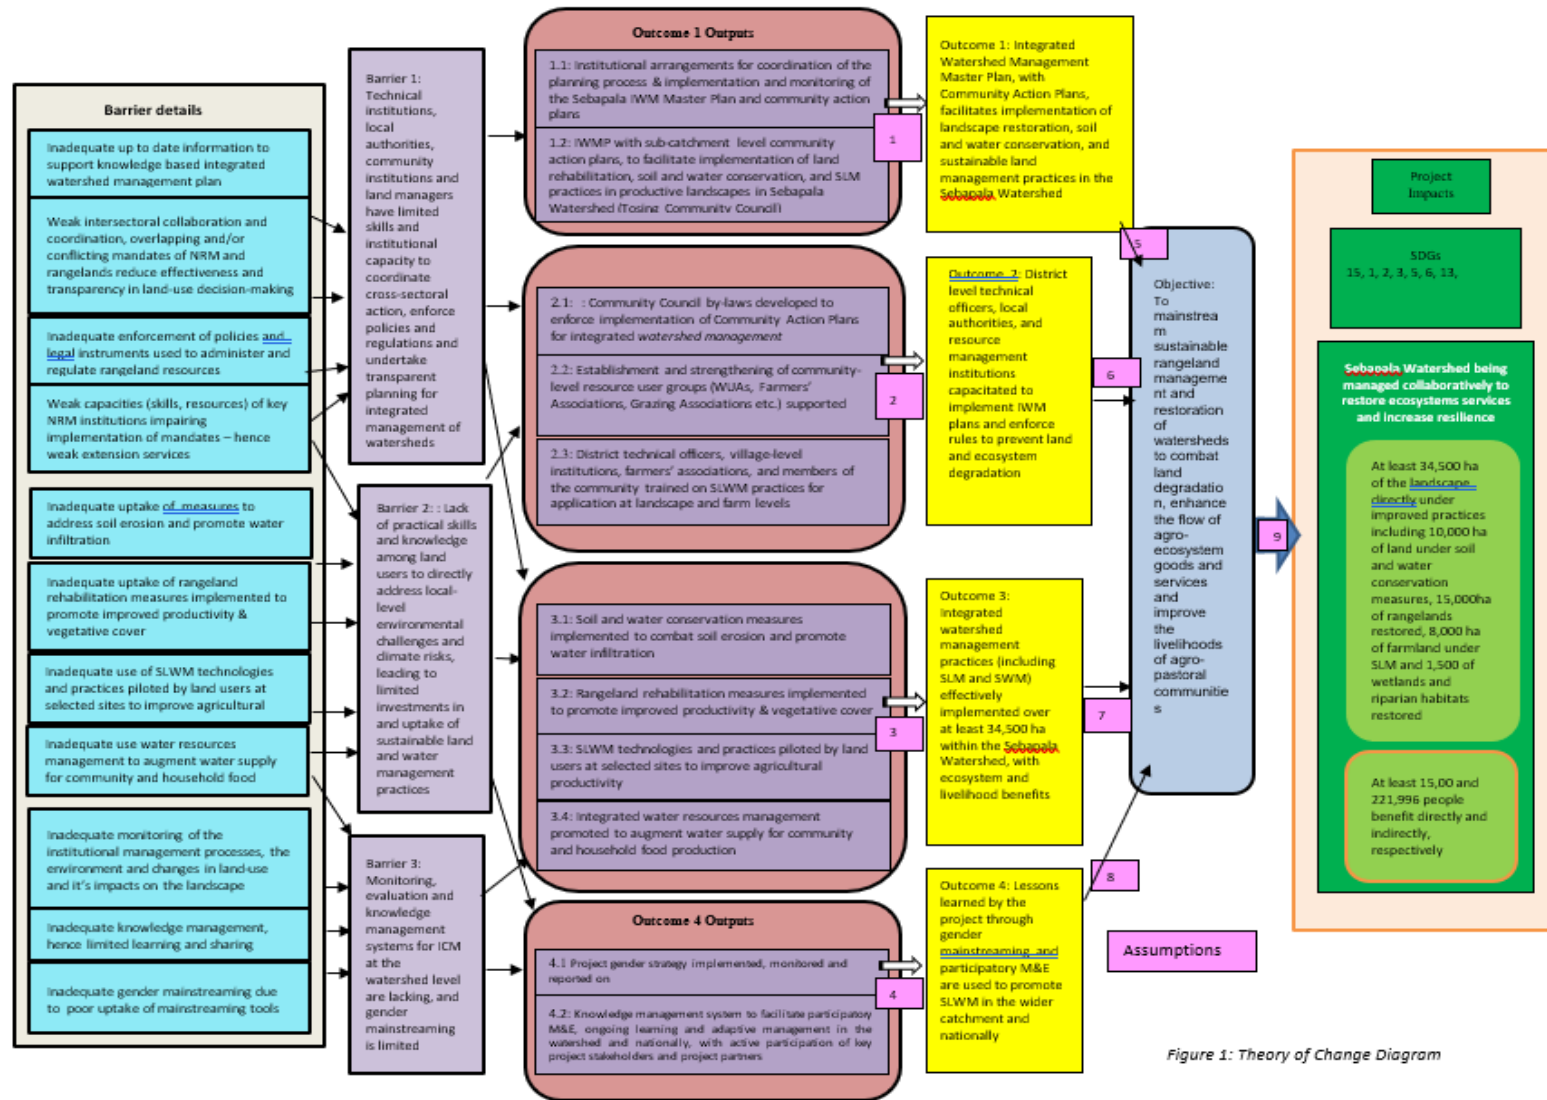 Barrier details
Inadequate up to date information to
support knowledge based integrated
watershed management plan
Weak intersectoral collaboration and
coordination, overlapping and/or
conflicting mandates of NRM and
rangelands reduce effectiveness and
transparency in land-use decision-making
Inadequate enforcement of policies and
legal instruments used to administer and
regulate rangeland resources
Weak capacities (skills, resources) of key
NRM institutions impairing
implementation of mandates – hence
weak extension services
Inadequate uptake of measures to
address soil erosion and promote water
infiltration
Inadequate uptake of rangeland
rehabilitation measures implemented to
promote improved productivity &
vegetative cover
Inadequate use of SLWM technologies
and practices piloted by land users at
selected sites to improve agricultural
Inadequate use water resources
management to augment water supply
for community and household food
Inadequate monitoring of the
institutional management processes, the
environment and changes in land-use
and it's impacts on the landscape
Inadequate knowledge management,
hence limited learning and sharing
Inadequate gender mainstreaming due
to poor uptake of mainstreaming tools
Barrier 1:
Technical
institutions,
local
authorities,
community
institutions and
land managers
have limited
skills and
institutional
capacity to
coordinate
cross-sectoral
action, enforce
policies and
regulations and
undertake
transparent
planning for
integrated
management of
watersheds
Barrier 2: : Lack
of practical skills
and knowledge
among land
users to directly
address local-
level
environmental
challenges and
climate risks,
leading to
limited
investments in
and uptake of
sustainable land
and water
management
practices
Barrier 3:
Monitoring,
evaluation and
knowledge
management
systems for ICM
at the
watershed level
are lacking, and
gender
mainstreaming
is limited
Outcome 1 Outputs
1.1: Institutional arrangements for coordination of the
planning process & implementation and monitoring of
the Sebapala IWM Master Plan and community action
plans
1.2: IWMP with sub-catchment level community
action plans, to facilitate implementation of land
rehabilitation, soil and water conservation, and SLM
practices in productive landscapes in Sebapala
Watershed (Tosing Community Council)
2.1: : Community Council by-laws developed to
enforce implementation of Community Action Plans
for integrated watershed management
2.2: Establishment and strengthening of community-
level resource user groups (WUAs, Farmers'
Associations, Grazing Associations etc.) supported
2.3: District technical officers, village-level
institutions, farmers' associations, and members of
the community trained on SLWM practices for
application at landscape and farm levels
3.1: Soil and water conservation measures
implemented to combat soil erosion and promote
water infiltration
3.2: Rangeland rehabilitation measures implemented
to promote improved productivity & vegetative cover
3.3: SLWM technologies and practices piloted by land
users at selected sites to improve agricultural
productivity
3.4: Integrated water resources management
promoted to augment water supply for community
and household food production
Outcome 4 Outputs
4.1 Project gender strategy implemented, monitored and
reported on
4.2: Knowledge management system to facilitate participatory
M&E, ongoing learning and adaptive management in the
watershed and nationally, with active participation of key
project stakeholders and project partners
1
2
3
4
Outcome 1: Integrated
Watershed Management
Master Plan, with
Community Action Plans,
facilitates implementation of
landscape restoration, soil
and water conservation, and
sustainable land
management practices in the
Sebapala Watershed
Outcome 2: District
level technical
officers, local
authorities, and
resource
management
institutions
capacitated to
implement IWM
plans and enforce
rules to prevent land
and ecosystem
degradation
Outcome 3:
Integrated
watershed
management
practices (including
SLM and SWM)
effectively
implemented over
at least 34,500 ha
within the Sebapala
Watershed, with
ecosystem and
livelihood benefits
Outcome 4: Lessons
learned by the
project through
gender
mainstreaming and
participatory M&E
are used to promote
SLWM in the wider
catchment and
nationally
5
6
7
8
Objective:
To
mainstrea
m
sustainable
rangeland
manageme
nt and
restoration
of
watersheds
to combat
land
degradatio
n, enhance
the flow of
agro-
ecosystem
goods and
services
and
improve
the
livelihoods
of agro-
pastoral
communitie
s
9
Assumptions
Project
Impacts
SDGs
15, 1, 2, 3, 5, 6, 13,
Sebapala Watershed being
managed collaboratively to
restore ecosystems services
and increase resilience
At least 34,500 ha
of the landscape
directly under
improved practices
including 10,000 ha
of land under soil
and water
conservation
measures, 15,000ha
of rangelands
restored, 8,000 ha
of farmland under
SLM and 1,500 of
wetlands and
riparian habitats
restored
At least 15,00 and
221,996 people
benefit directly and
indirectly,
respectively
Figure 1: Theory of Change Diagram